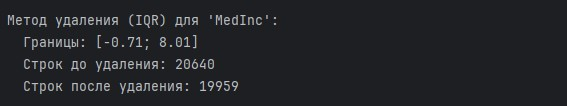 Метод удаления (IQR) для 'MedInc':
Границы: [-0.71; 8.01]
Строк до удаления: 20640
Строк после удаления: 19959